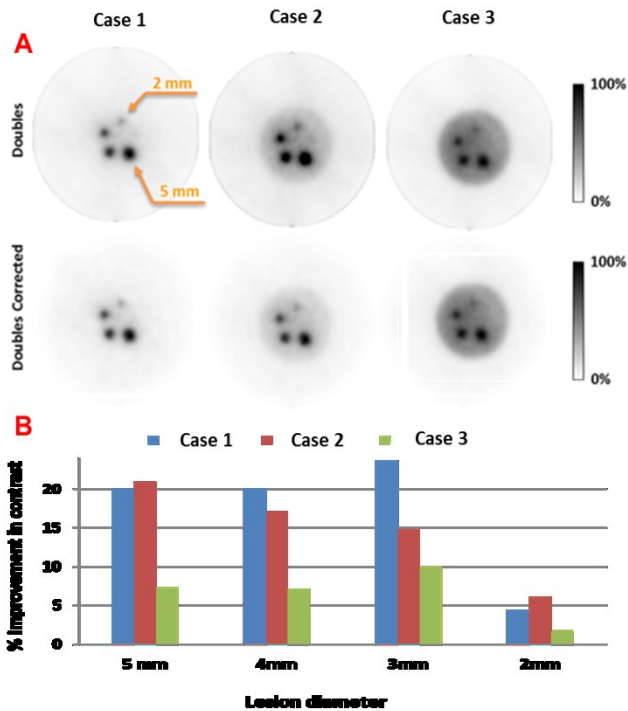 Case 1 Case 2 Case 3
A
2 mm
5 mm
Doubles
100%
0%
Doubles Corrected
100%
0%
B
Case 1 Case 2 Case 3
% improvement in contrast
20
15
10
5
0
5 mm 4mm 3mm 2mm
Lesion diameter